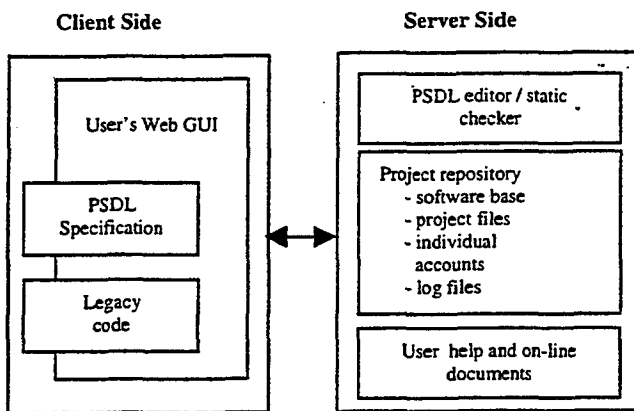 Client Side
User's Web GUI
PSDL
Specification
Legacy
code
Server Side
PSDL editor / static
checker
Project repository
- software base
- project files
- individual
accounts
- log files
User help and on-line
documents